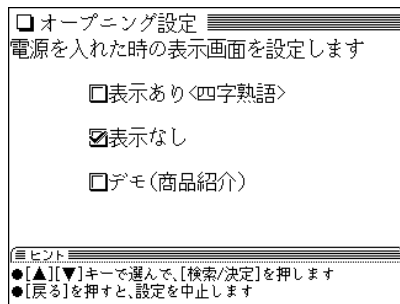 オープニング設定
電源を入れた時の表示画面を設定します
表示あり<四字熟語>
表示なし
デモ(商品紹介)
ヒント
●[▲][▼]キーで選んで、[検索/決定]を押します
●[戻る]を押すと、設定を中止します